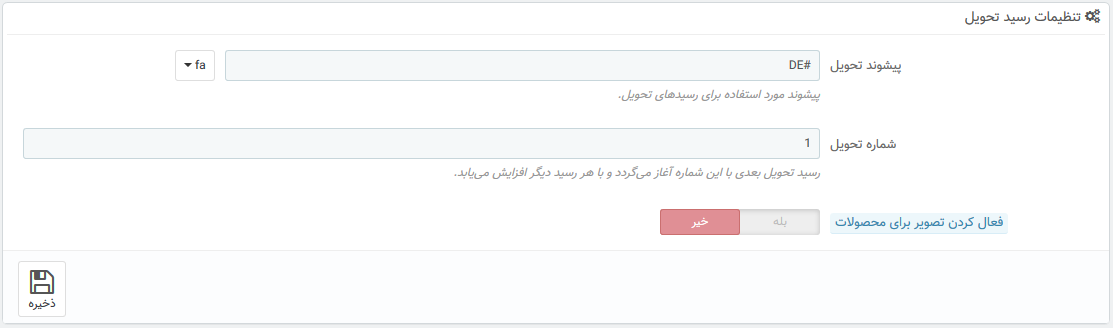 تنظیمات رسید تحویل
پیشوند تحویل
DE#
fa
پیشوند مورد استفاده برای رسیدهای تحویل.
شماره تحویل
1
رسید تحویل بعدی با این شماره آغاز می‌گردد و با هر رسید دیگر افزایش می‌یابد.
فعال کردن تصویر برای محصولات
بله
خیر
ذخیره